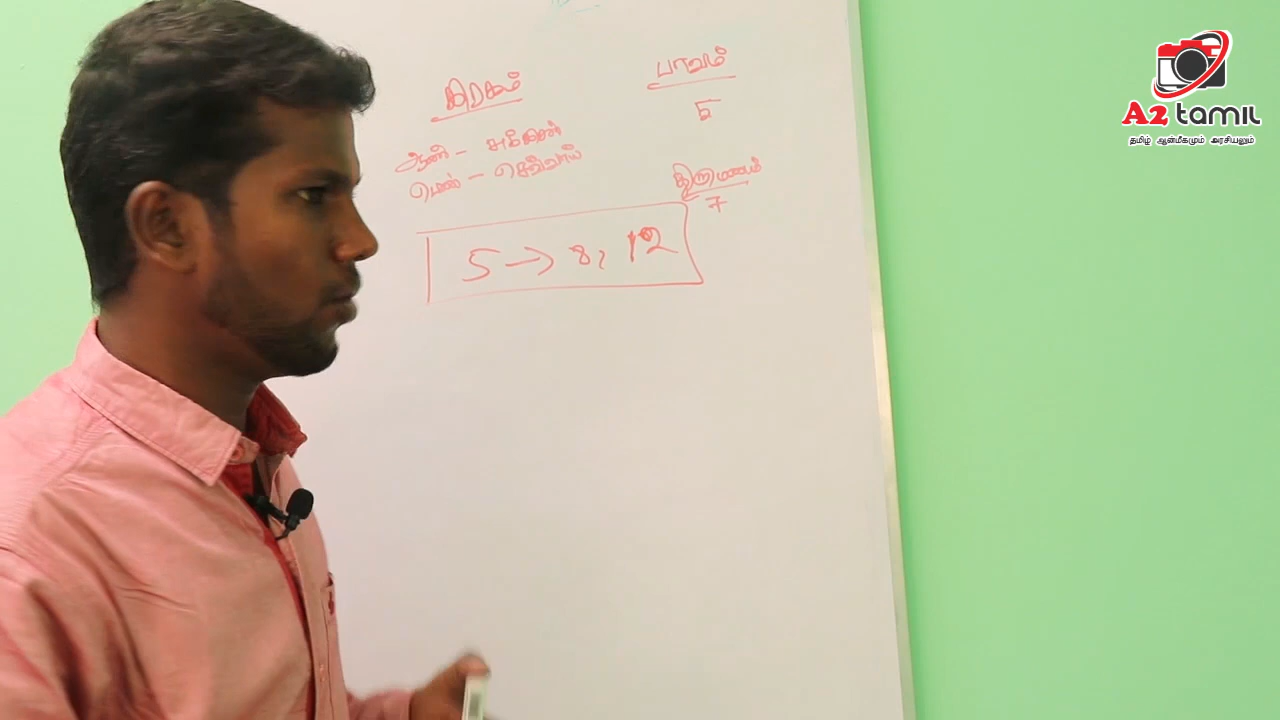 கிரகம்
பாவம்
5
ஆண் - சுக்கிரன்
பெண் - செவ்வாய்
திருமணம்
7
5 → 8, 12
A2 tamil
தமிழ் ஆன்மீகமும் அரசியலும்